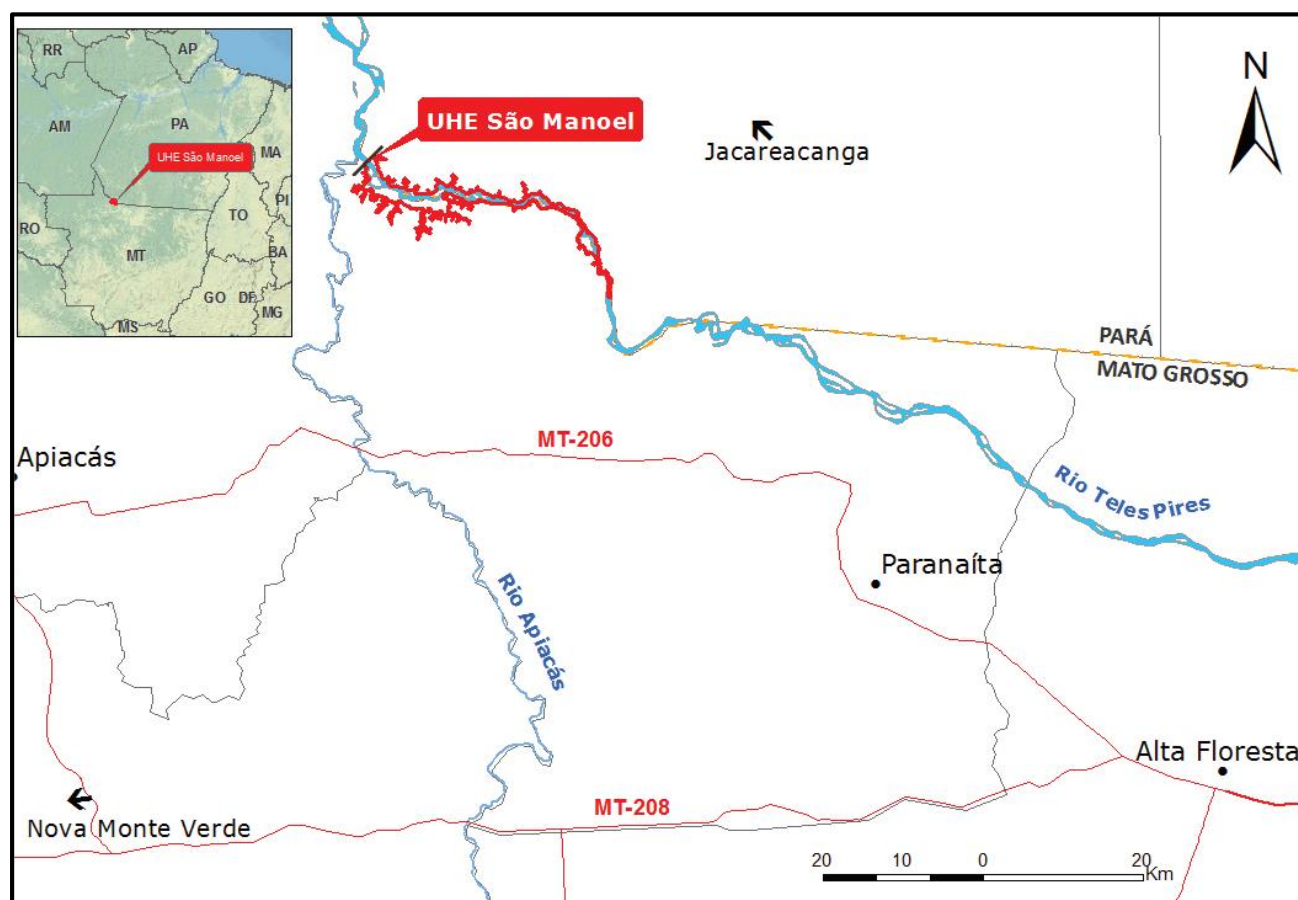 RR
AP
AM
PA
UHE São Manoel
MA
PI
TO
RO
MT
BA
GO
DF
MG
MS
UHE São Manoel
N
Jacareacanga
PARÁ
MATO GROSSO
MT-206
Apiacás
Rio Teles Pires
Paranaíta
Rio Apiacás
Alta Floresta
MT-208
Nova Monte Verde
20 10 0 20
Km